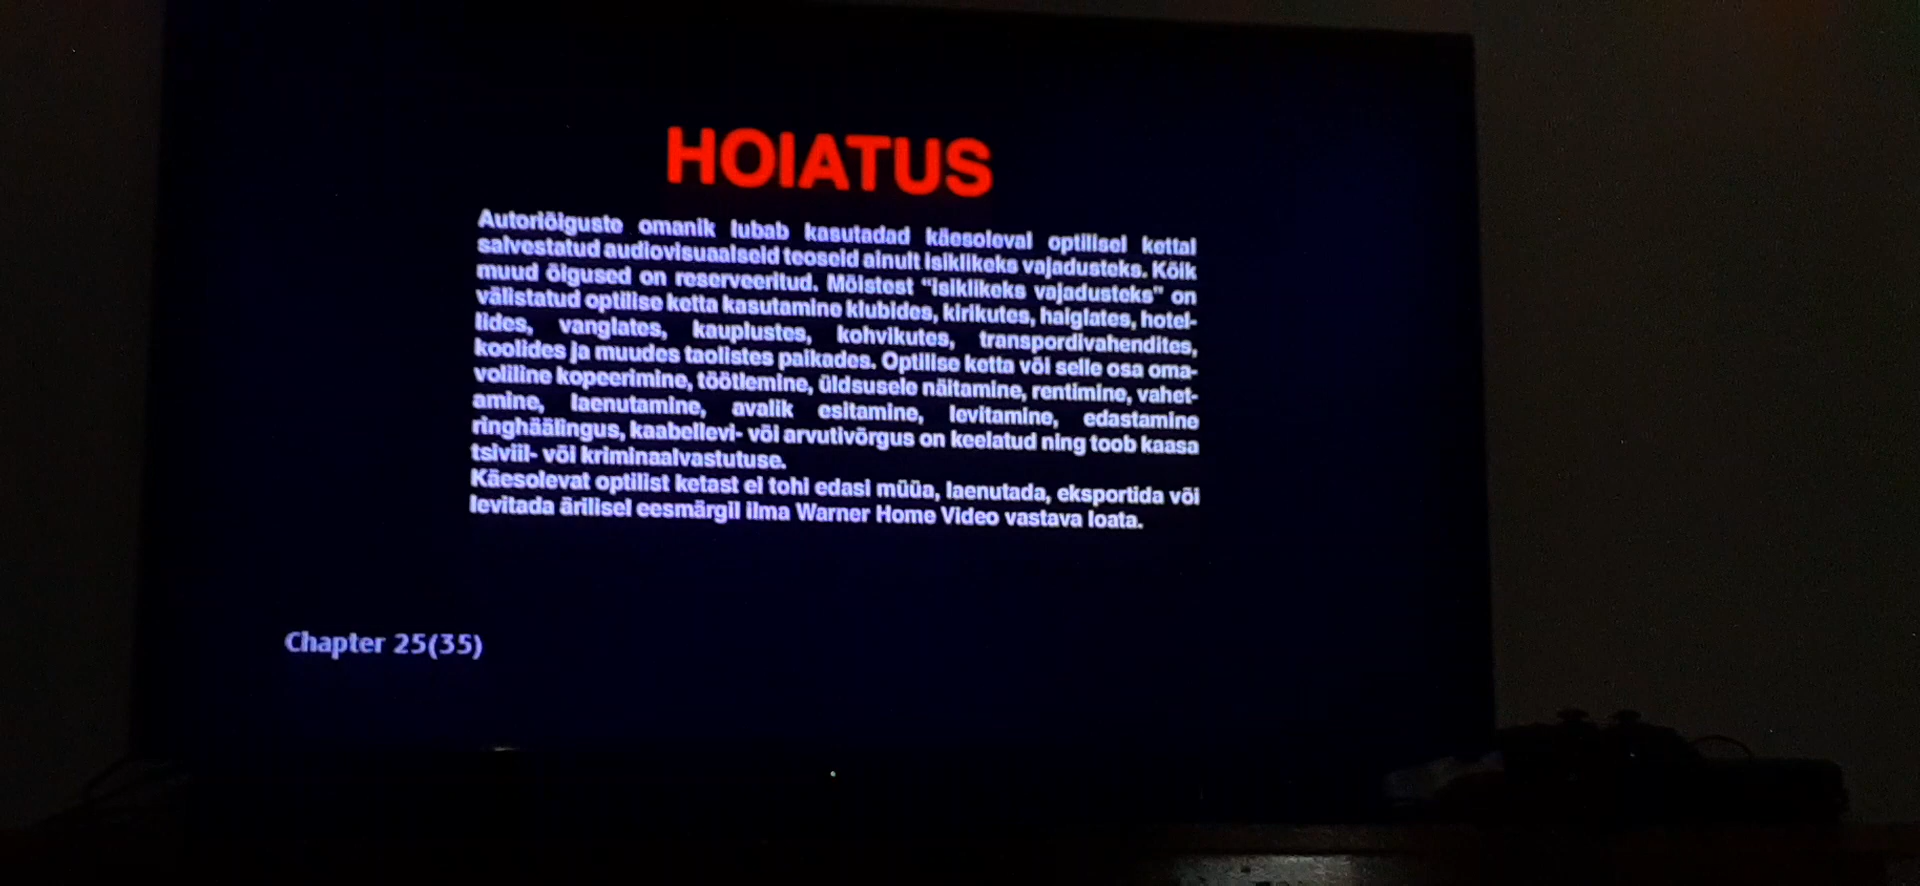 HOIATUS
Autoriõiguste omanik lubab kasutadad käesoleval optilisel kettal
salvestatud audiovisuaalseid teoseid ainult isiklikeks vajadusteks. Kõik
muud õigused on reserveeritud. Mõistest "isiklikeks vajadusteks" on
välistatud optilise ketta kasutamine klubides, kirikutes, haiglates, hotel-
lides, vanglates, kauplustes, kohvikutes, transpordivahendites,
koolides ja muudes taolistes paikades. Optilise ketta või selle osa oma-
voliline kopeerimine, töötlemine, üldsusele näitamine, rentimine, vahet-
amine, laenutamine, avalik esitamine, levitamine, edastamine
ringhäälingus, kaabellevi- või arvutivõrgus on keelatud ning toob kaasa
tsiviil- või kriminaalvastutuse.
Käesolevat optilist ketast ei tohi edasi müüa, laenutada, eksportida või
levitada ärilisel eesmärgil ilma Warner Home Video vastava loata.
Chapter 25(35)